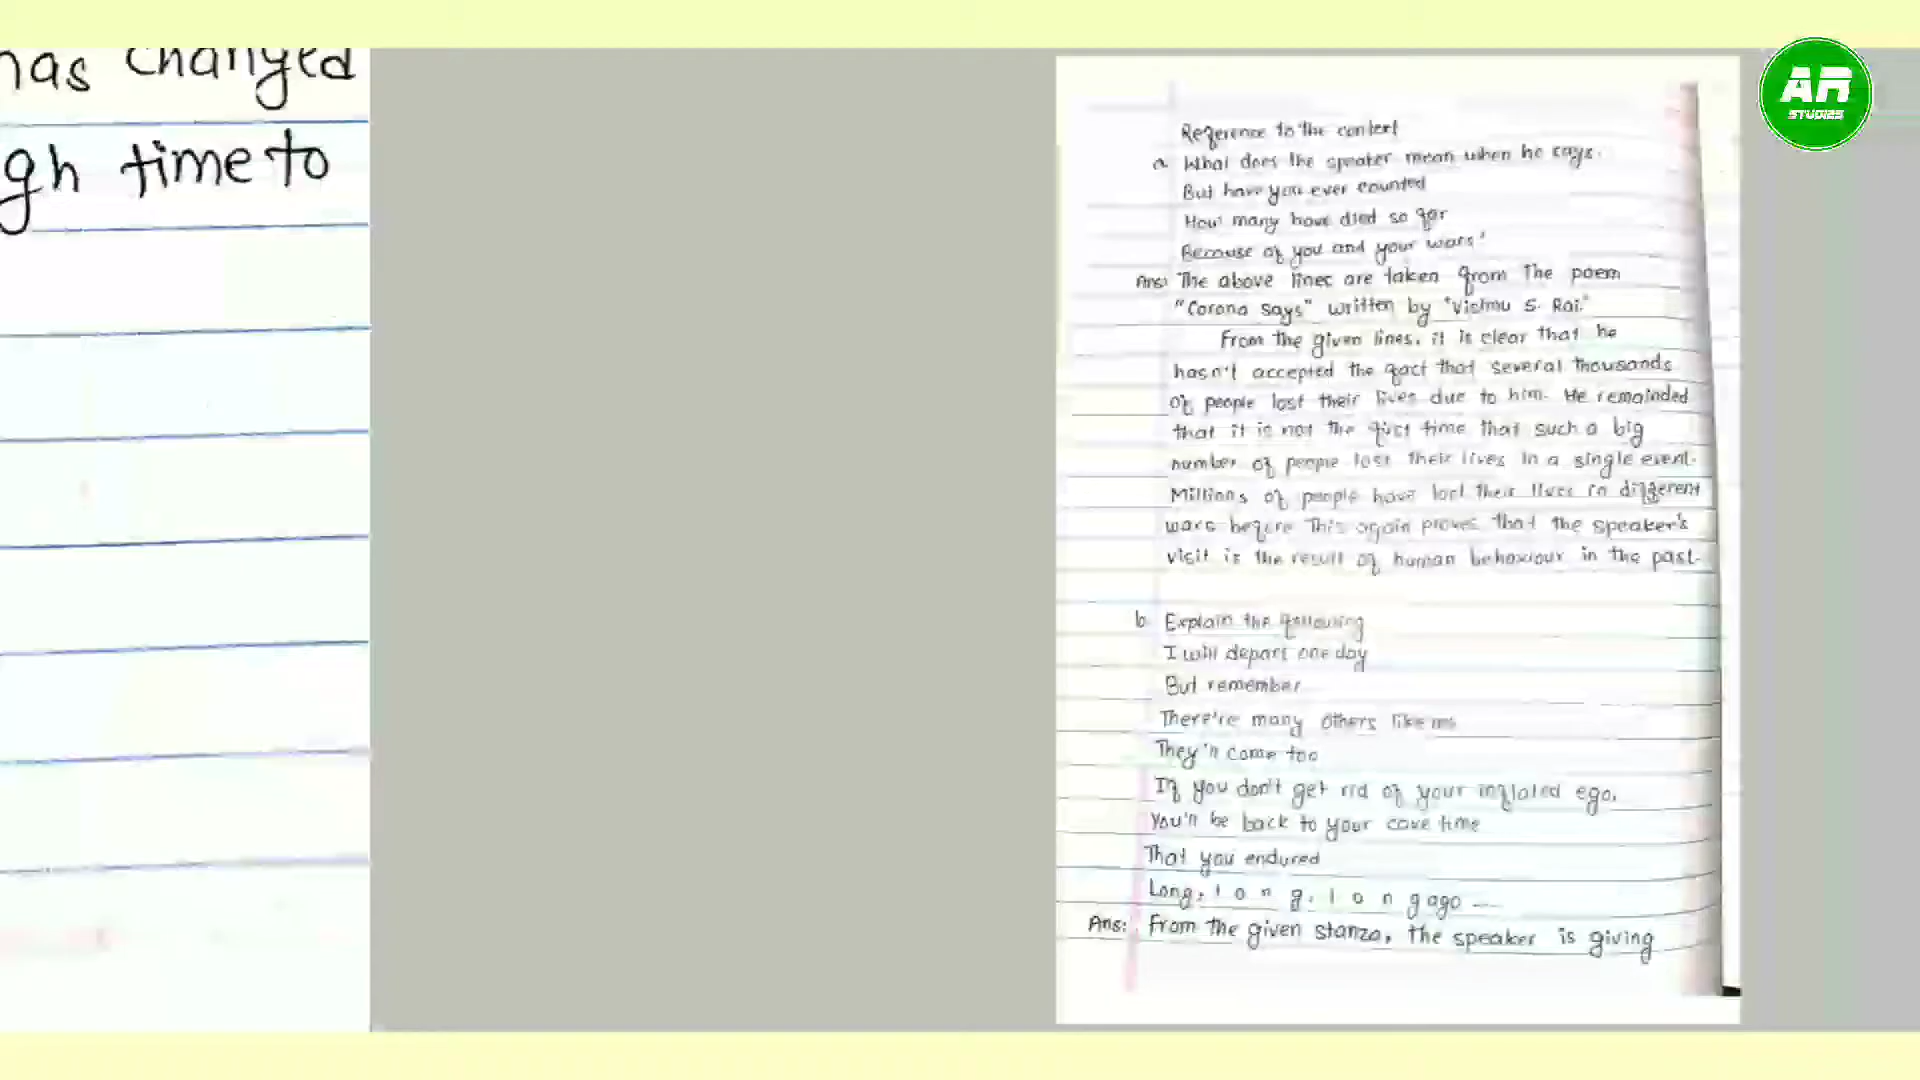 has changed
gh time to
AR
STUDIES
Reference to the context
a. What does the speaker mean when he says.
But have you ever counted
How many have died so far
Because of you and your wars'
Ans: The above lines are taken from the poem
"Corona says" written by "Vishnu S. Rai."
From the given lines, it is clear that he
hasn't accepted the fact that several thousands
of people lost their lives due to him. He remainded
that it is not the first time that such a big
number of people lost their lives in a single event.
Millions of people have lost their lives in different
wars before This again proves that the speaker's
visit is the result of human behaviour in the past.
b. Explain the following
I will depart one day
But remember
There're many others like me
They'll come too
If you don't get rid of your inflated ego,
You'll be back to your cave time
That you endured
Long, l o n g, l o n g ago ----
Ans: From the given stanza, the speaker is giving